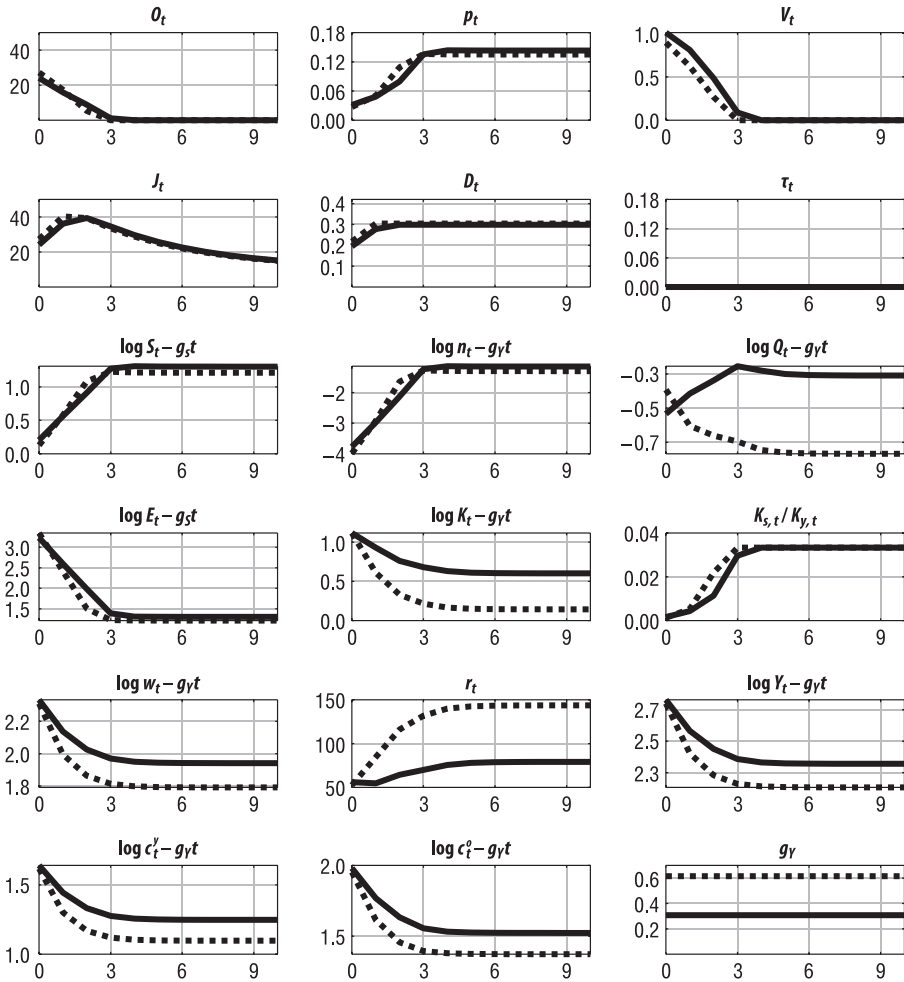 O_t p_t V_t
40 0.18 1.0
20 0.12 0.5
0.06
0.00 0.0
0 3 6 9 0 3 6 9 0 3 6 9
J_t D_t τ_t
40 0.4 0.18
20 0.3 0.12
0.2 0.06
0.1 0.00
0 3 6 9 0 3 6 9 0 3 6 9
log S_t − g_S t log n_t − g_Y t log Q_t − g_Y t
1.0 −2 −0.3
0.5 −3 −0.5
0.0 −4 −0.7
0 3 6 9 0 3 6 9 0 3 6 9
log E_t − g_S t log K_t − g_Y t K_{s,t} / K_{y,t}
3.0 1.0 0.04
2.5 0.5 0.02
2.0 0.0 0.00
1.5
0 3 6 9 0 3 6 9 0 3 6 9
log w_t − g_Y t r_t log Y_t − g_Y t
2.2 150 2.7
2.0 100 2.5
1.8 50 2.3
0 3 6 9 0 3 6 9 0 3 6 9
log c_t^y − g_Y t log c_t^o − g_Y t g_Y
1.5 2.0 0.6
1.0 1.5 0.4
0.2
0 3 6 9 0 3 6 9 0 3 6 9